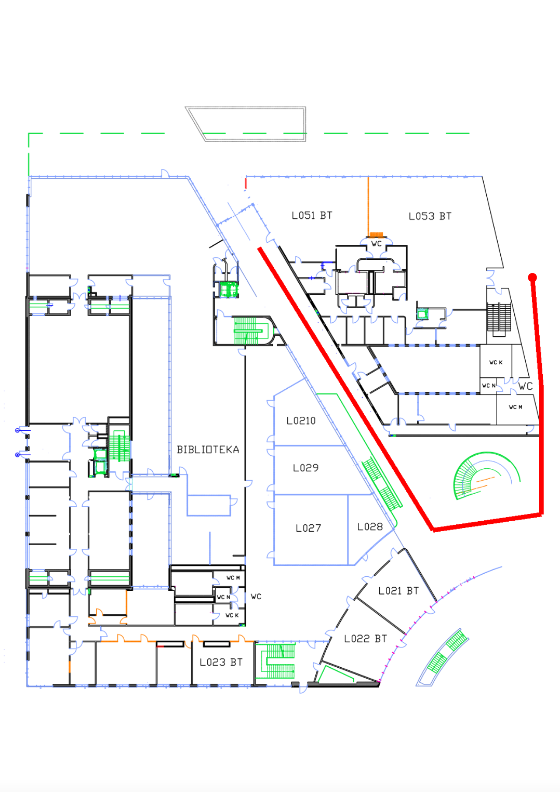 L051 BT
L053 BT
WC
WC K
WC N
WC
WC M
L0210
BIBLIOTEKA
L029
L027
L028
WC M
WC N
WC
WC K
L021 BT
L022 BT
L023 BT